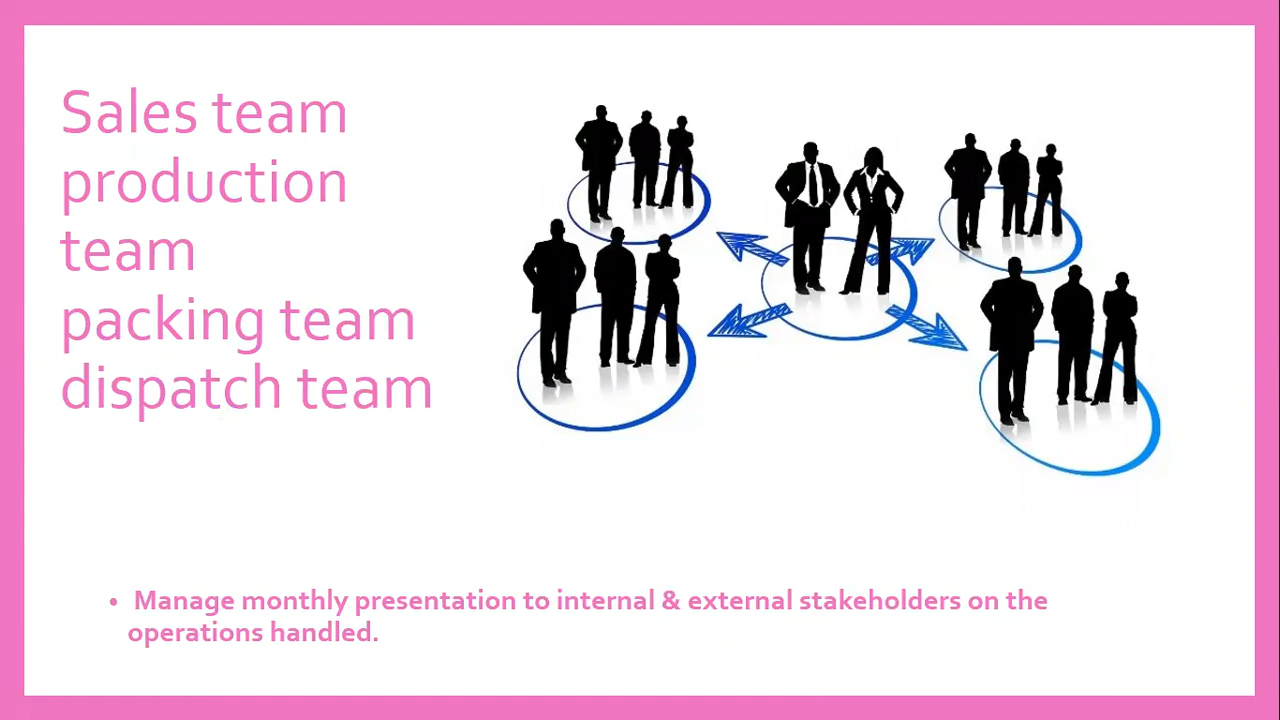 Sales team
production
team
packing team
dispatch team
• Manage monthly presentation to internal & external stakeholders on the
operations handled.